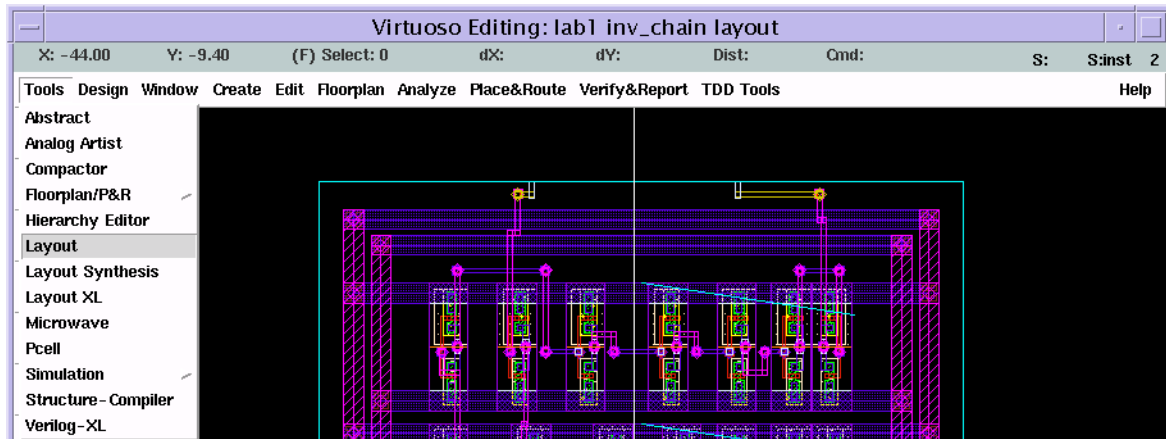 Virtuoso Editing: lab1 inv_chain layout
X: -44.00 Y: -9.40 (F) Select: 0 dX: dY: Dist: Cmd: S: S:inst 2
Tools Design Window Create Edit Floorplan Analyze Place&Route Verify&Report TDD Tools Help
Abstract
Analog Artist
Compactor
Floorplan/P&R
Hierarchy Editor
Layout
Layout Synthesis
Layout XL
Microwave
Pcell
Simulation
Structure-Compiler
Verilog-XL